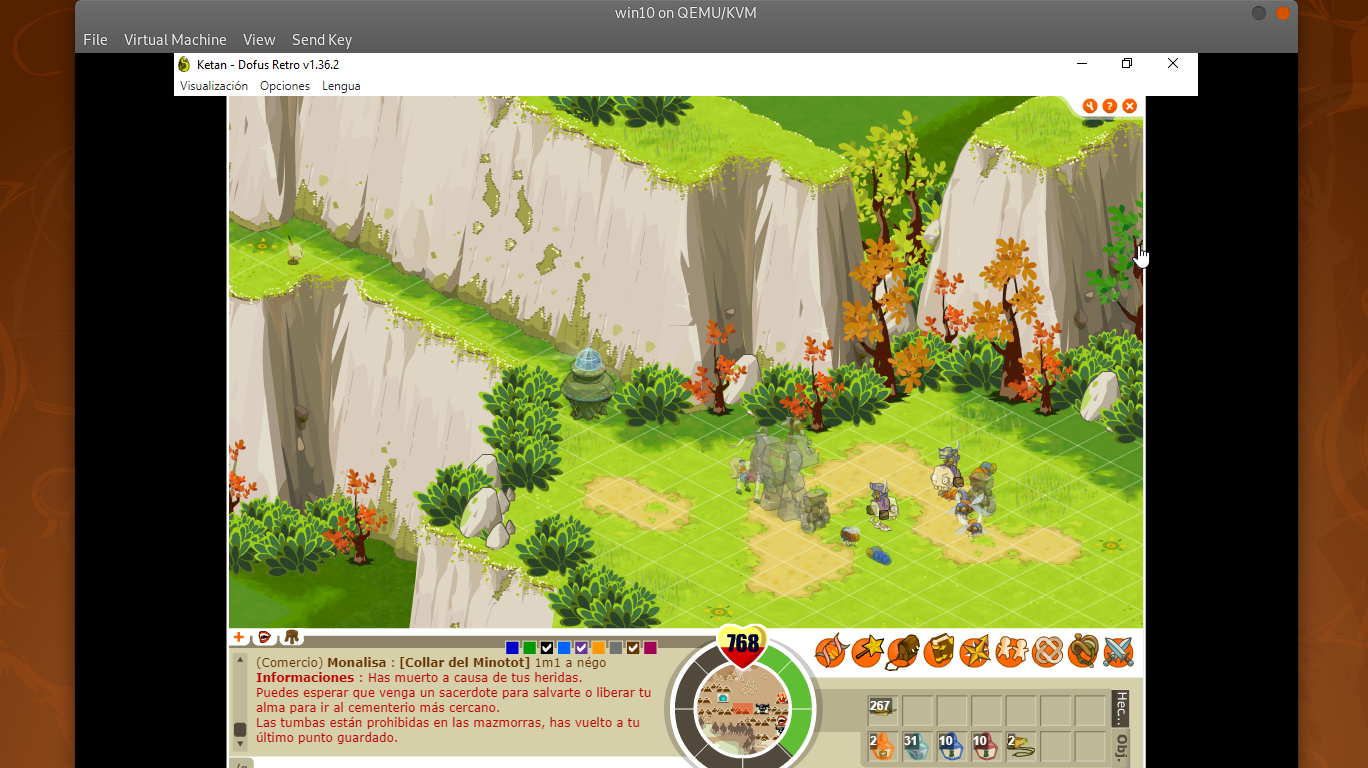 win10 on QEMU/KVM
File Virtual Machine View Send Key
Ketan - Dofus Retro v1.36.2
Visualización Opciones Lengua
768
(Comercio) Monalisa : [Collar del Minotot] 1m1 a négo
Informaciones : Has muerto a causa de tus heridas.
Puedes esperar que venga un sacerdote para salvarte o liberar tu
alma para ir al cementerio más cercano.
Las tumbas están prohibidas en las mazmorras, has vuelto a tu
último punto guardado.
267
Hec...
2 31 10 10 2
Obj.